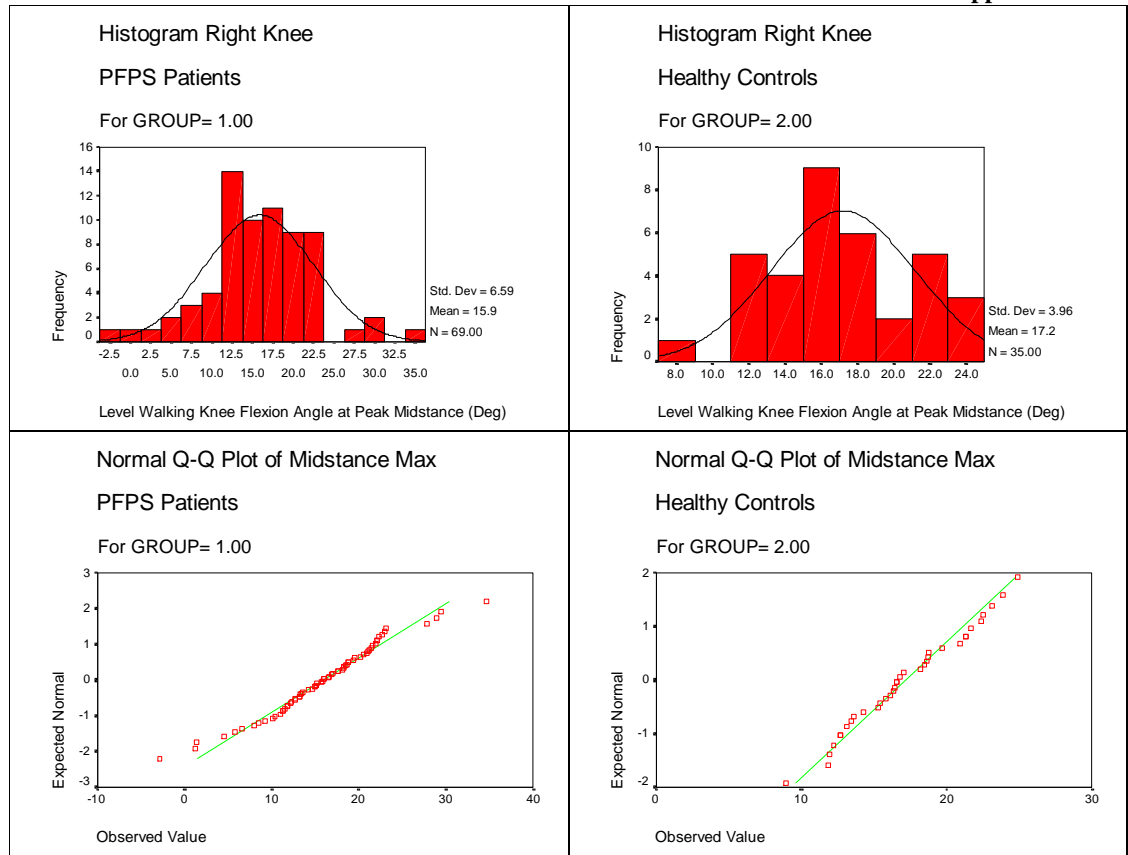 Histogram Right Knee
PFPS Patients
For GROUP= 1.00
16
14
12
10
8
6
4
2
0
Frequency
Std. Dev = 6.59
Mean = 15.9
N = 69.00
-2.5 2.5 7.5 12.5 17.5 22.5 27.5 32.5
0.0 5.0 10.0 15.0 20.0 25.0 30.0 35.0
Level Walking Knee Flexion Angle at Peak Midstance (Deg)
Histogram Right Knee
Healthy Controls
For GROUP= 2.00
10
8
6
4
2
0
Frequency
Std. Dev = 3.96
Mean = 17.2
N = 35.00
8.0 10.0 12.0 14.0 16.0 18.0 20.0 22.0 24.0
Level Walking Knee Flexion Angle at Peak Midstance (Deg)
Normal Q-Q Plot of Midstance Max
PFPS Patients
For GROUP= 1.00
3
2
1
0
-1
-2
-3
Expected Normal
-10 0 10 20 30 40
Observed Value
Normal Q-Q Plot of Midstance Max
Healthy Controls
For GROUP= 2.00
2
1
0
-1
-2
Expected Normal
0 10 20 30
Observed Value